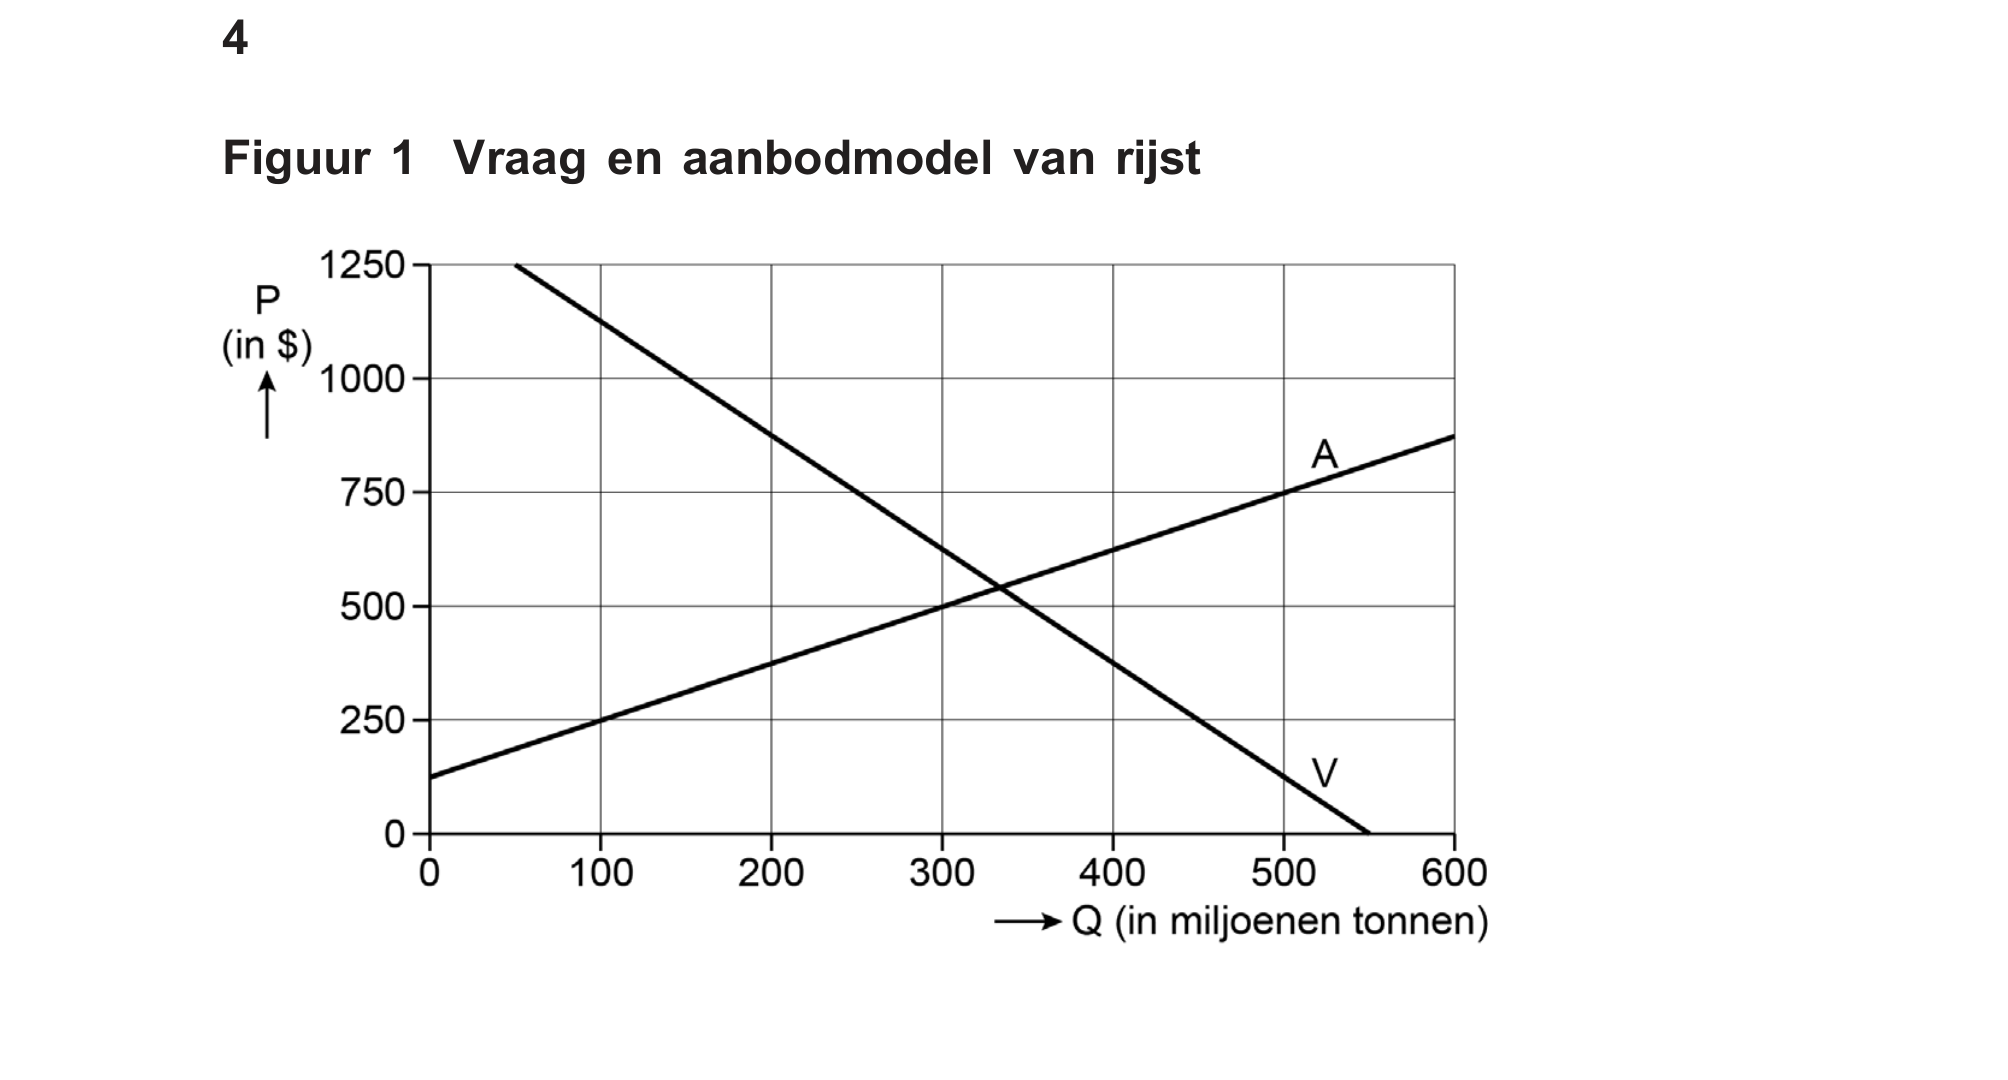 4
Figuur 1 Vraag en aanbodmodel van rijst
1250
P
(in $)
1000
A
750
500
250
V
0
0 100 200 300 400 500 600
Q (in miljoenen tonnen)